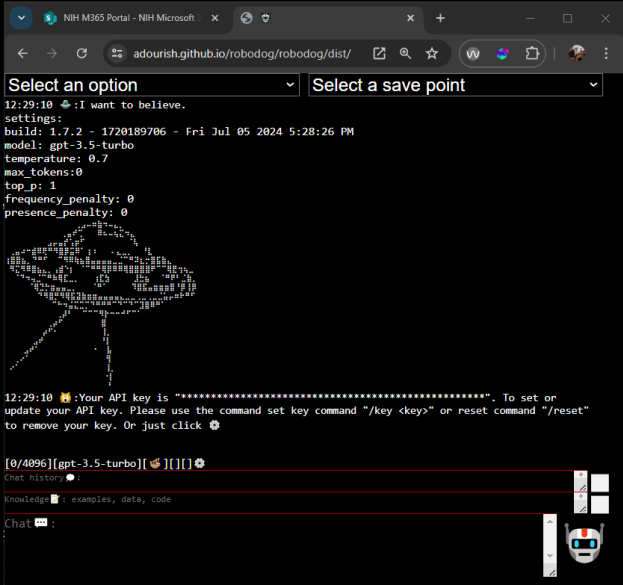 NIH M365 Portal - NIH Microsoft 3
adourish.github.io/robodog/robodog/dist/
Select an option
Select a save point
12:29:10 🛸:I want to believe.
settings:
build: 1.7.2 - 1720189706 - Fri Jul 05 2024 5:28:26 PM
model: gpt-3.5-turbo
temperature: 0.7
max_tokens:0
top_p: 1
frequency_penalty: 0
presence_penalty: 0
12:29:10 😹:Your API key is "**************************************************". To set or
update your API key. Please use the command set key command "/key <key>" or reset command "/reset"
to remove your key. Or just click ⚙️
[0/4096][gpt-3.5-turbo][🦥][][]⚙️
Chat history💭:
Knowledge📝: examples, data, code
Chat💬: